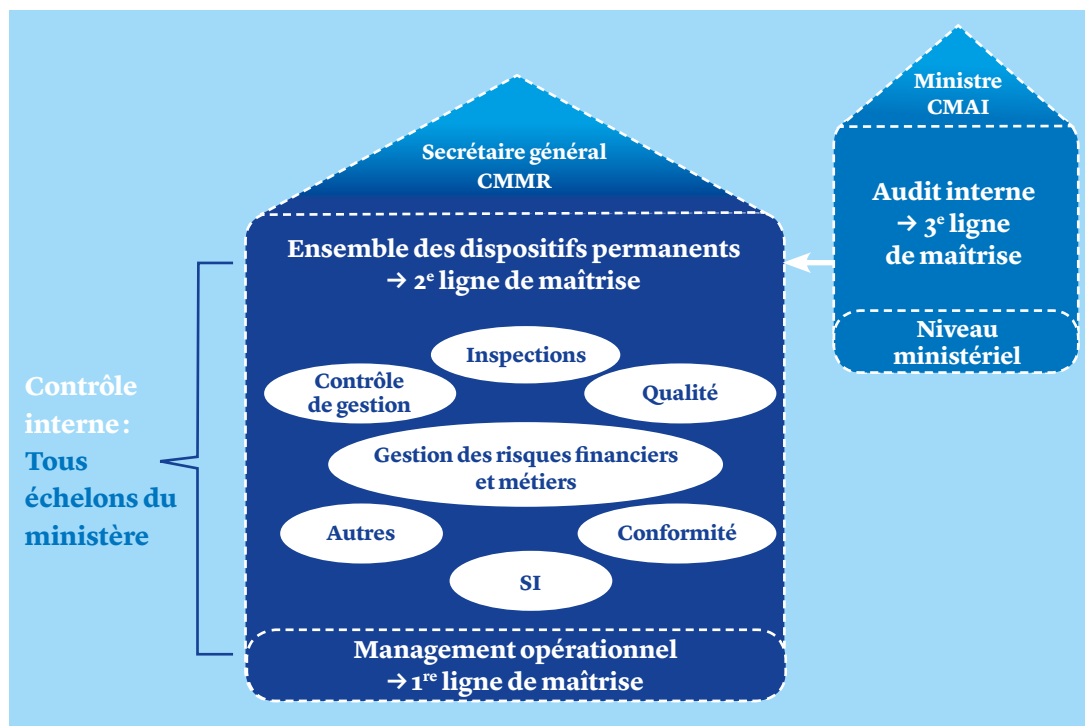 Ministre
CMAI
Secrétaire général
CMMR
Audit interne
→ 3e ligne
de maîtrise
Ensemble des dispositifs permanents
→ 2e ligne de maîtrise
Niveau
ministériel
Inspections
Contrôle
de gestion
Qualité
Contrôle
interne :
Tous
échelons du
ministère
Gestion des risques financiers
et métiers
Autres
Conformité
SI
Management opérationnel
→ 1re ligne de maîtrise